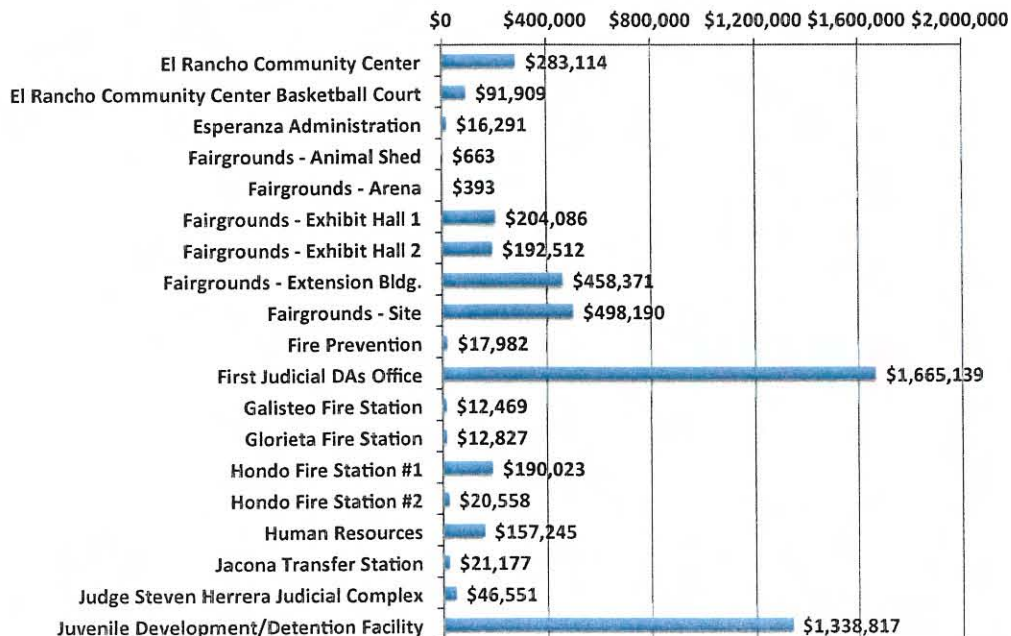 $0 $400,000 $800,000 $1,200,000 $1,600,000 $2,000,000
El Rancho Community Center $283,114
El Rancho Community Center Basketball Court $91,909
Esperanza Administration $16,291
Fairgrounds - Animal Shed $663
Fairgrounds - Arena $393
Fairgrounds - Exhibit Hall 1 $204,086
Fairgrounds - Exhibit Hall 2 $192,512
Fairgrounds - Extension Bldg. $458,371
Fairgrounds - Site $498,190
Fire Prevention $17,982
First Judicial DAs Office $1,665,139
Galisteo Fire Station $12,469
Glorieta Fire Station $12,827
Hondo Fire Station #1 $190,023
Hondo Fire Station #2 $20,558
Human Resources $157,245
Jacona Transfer Station $21,177
Judge Steven Herrera Judicial Complex $46,551
Juvenile Development/Detention Facility $1,338,817